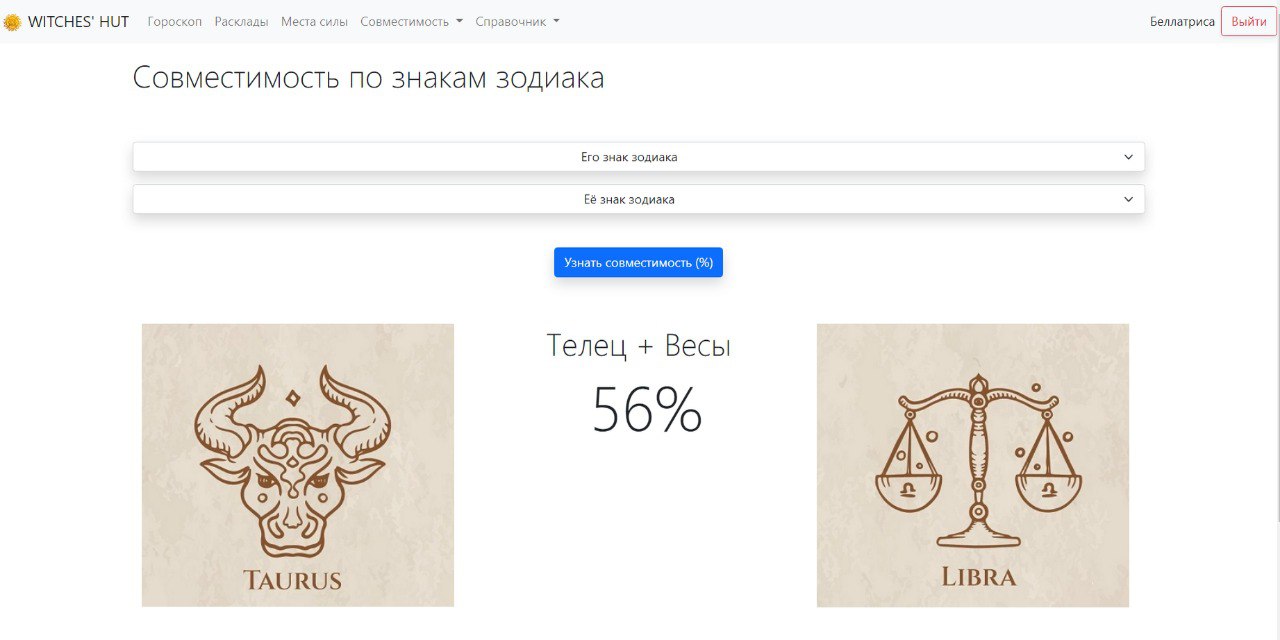 WITCHES' HUT Гороскоп Расклады Места силы Совместимость Справочник Беллатриса Выйти
Совместимость по знакам зодиака
Его знак зодиака
Её знак зодиака
Узнать совместимость (%)
Телец + Весы
56%
TAURUS
LIBRA